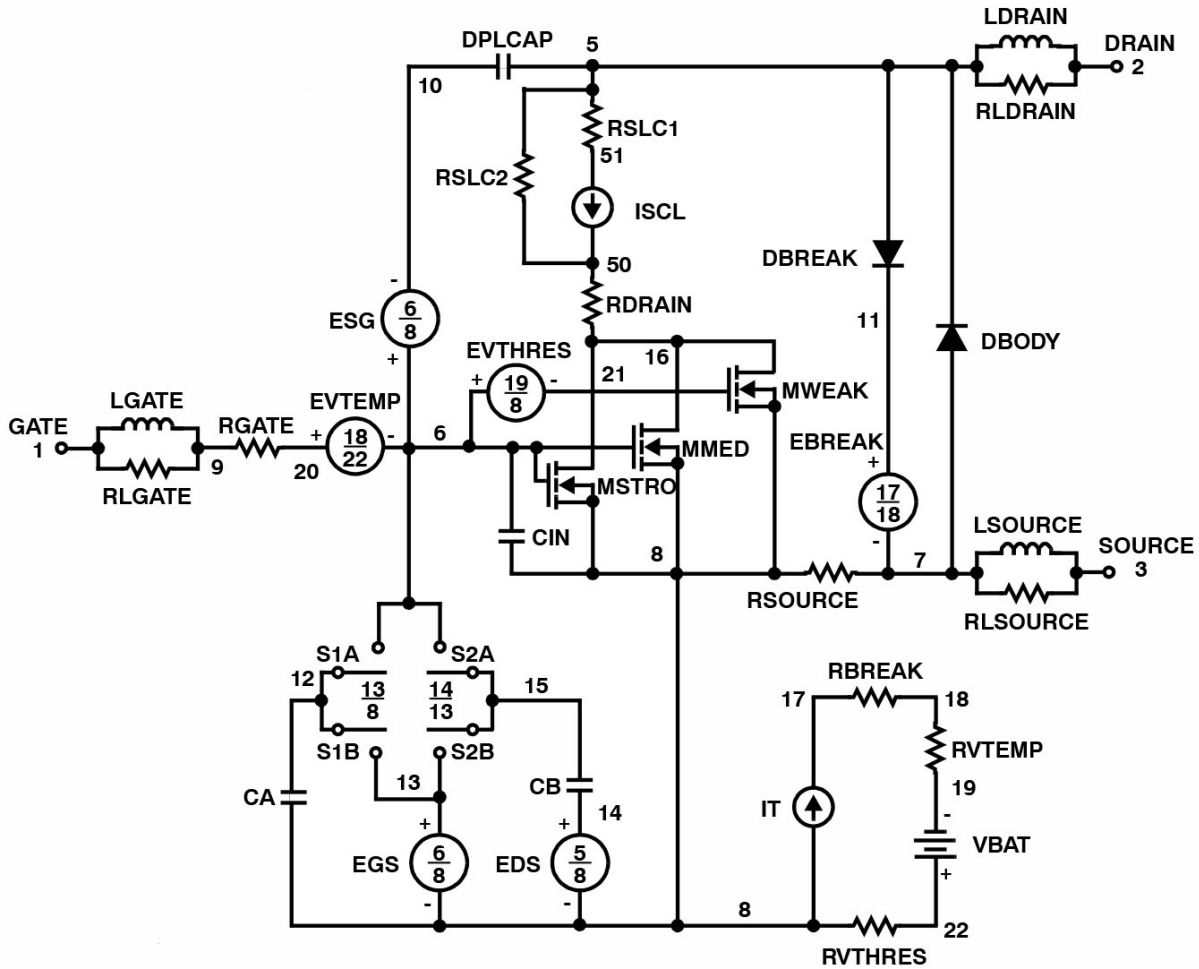 LDRAIN
DPLCAP
5
DRAIN
2
10
RLDRAIN
RSLC1
51
RSLC2
ISCL
DBREAK
50
RDRAIN
-
ESG
6
8
+
11
DBODY
EVTHRES
16
21
+
19
8
-
MWEAK
LGATE
EVTEMP
GATE
1
RGATE
+
18
22
-
6
EBREAK
+
9
20
MMED
RLGATE
MSTRO
17
18
CIN
-
LSOURCE
8
7
SOURCE
3
RSOURCE
RLSOURCE
S1A
S2A
12
13
8
14
13
15
RBREAK
17
18
S1B
S2B
RVTEMP
13
CB
CA
14
19
IT
-
VBAT
+
+
EGS
6
8
EDS
5
8
+
-
-
8
22
RVTHRES